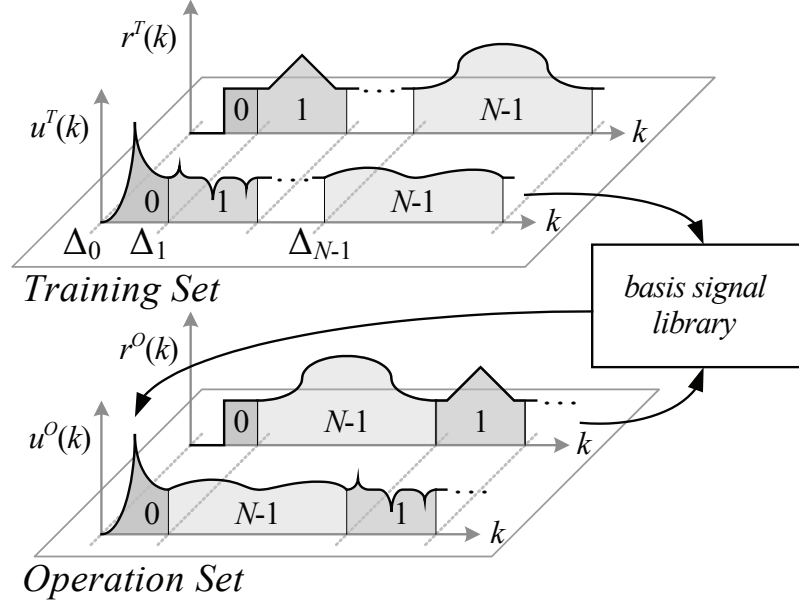 r^T(k)
0
1
. . .
N-1
k
u^T(k)
0
1
. . .
N-1
k
Δ_0
Δ_1
Δ_{N-1}
Training Set
basis signal
library
r^O(k)
0
N-1
1
. . .
k
u^O(k)
0
N-1
1
. . .
k
Operation Set